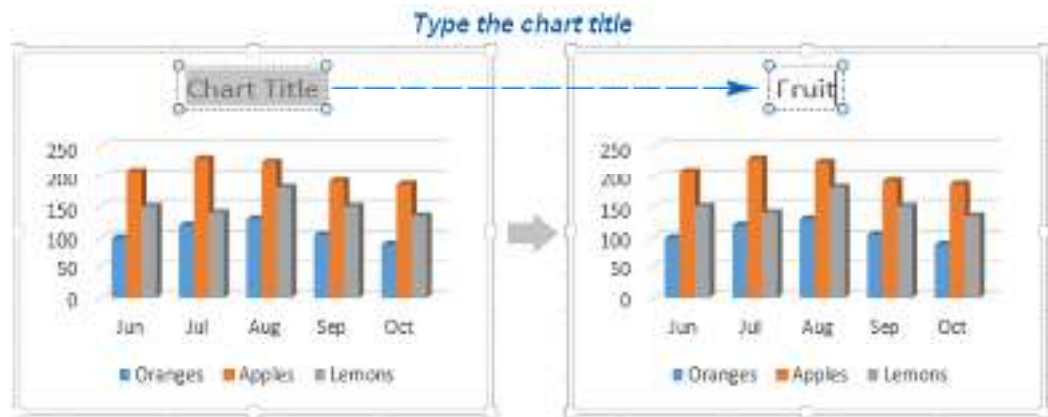 Type the chart title
Chart Title
250
200
150
100
50
0
Jun Jul Aug Sep Oct
Oranges Apples Lemons
Fruit
250
200
150
100
50
0
Jun Jul Aug Sep Oct
Oranges Apples Lemons